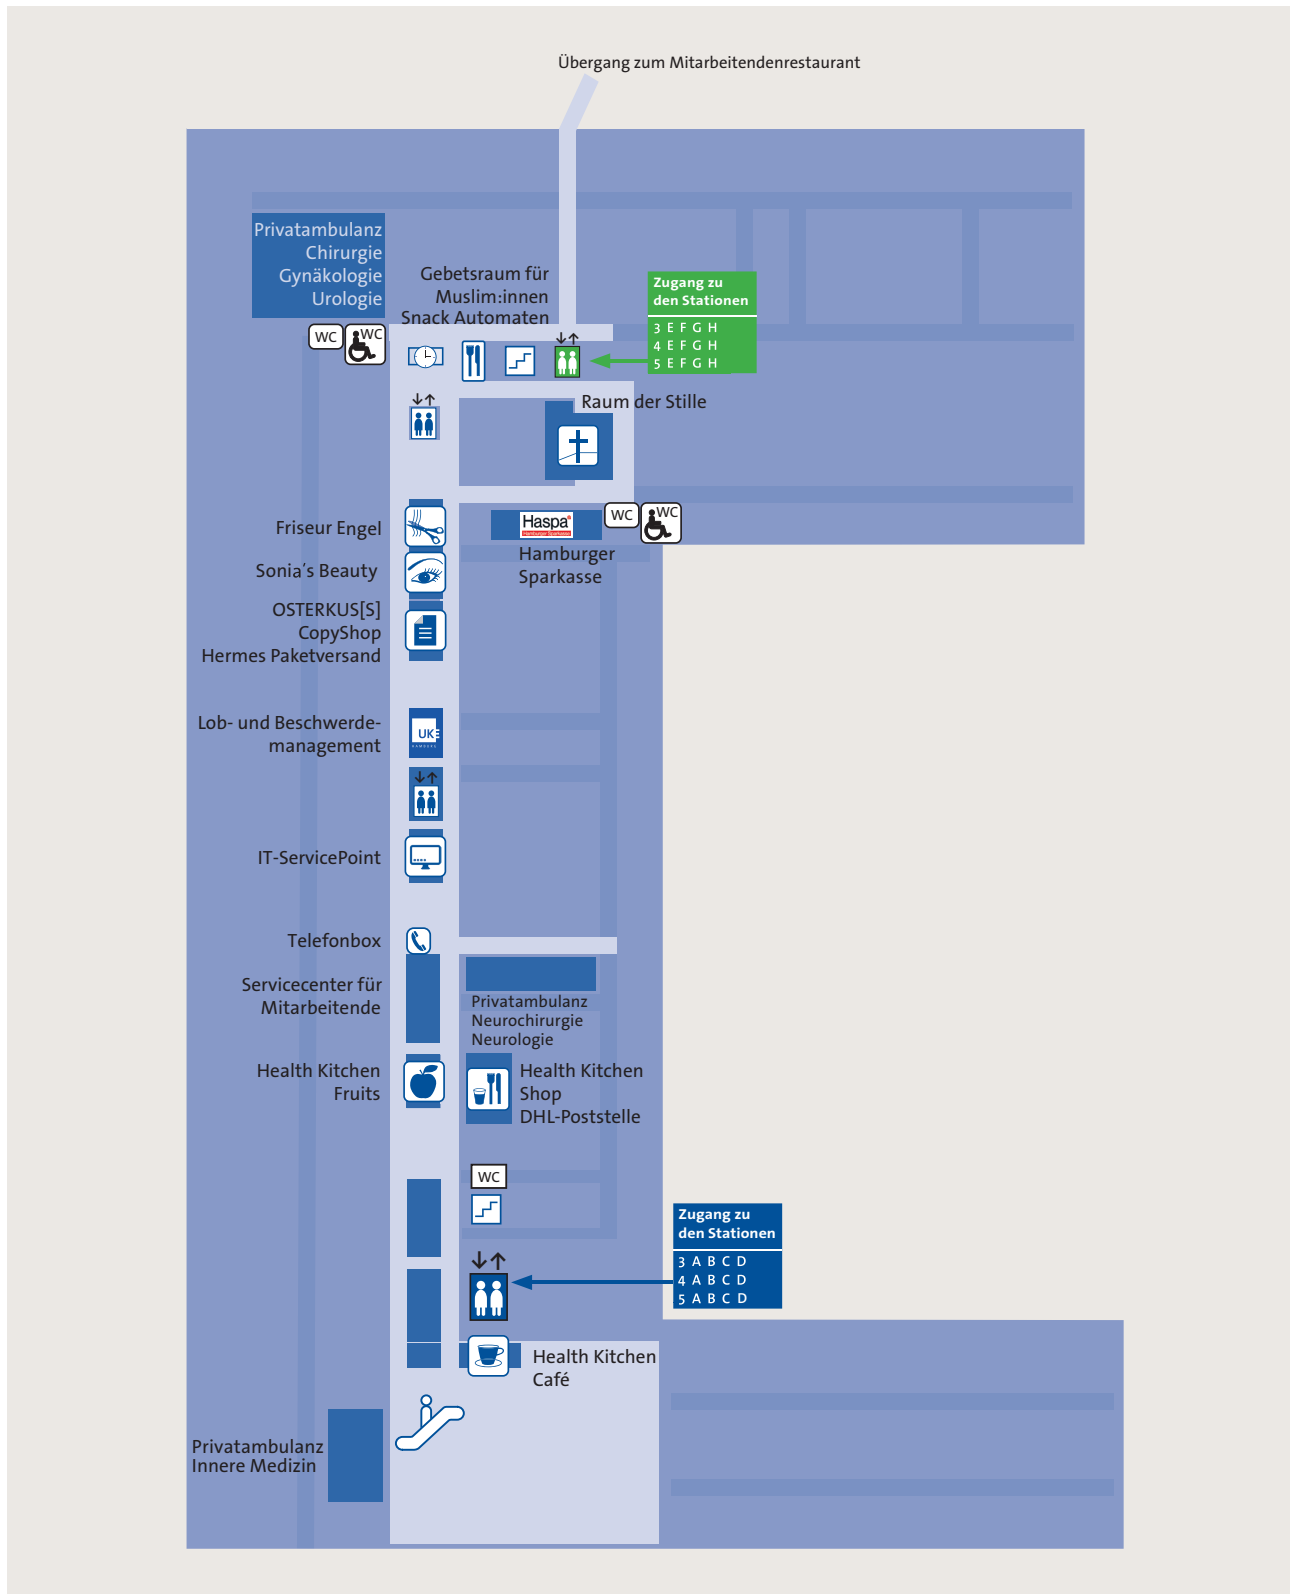 Übergang zum Mitarbeitendenrestaurant
Privatambulanz
Chirurgie
Gynäkologie
Urologie
Gebetsraum für
Muslim:innen
Snack Automaten
Zugang zu
den Stationen
3 E F G H
4 E F G H
5 E F G H
WC
WC
Raum der Stille
Friseur Engel
Haspa
Hamburger Sparkasse
WC
WC
Hamburger
Sparkasse
Sonia´s Beauty
OSTERKUS[S]
CopyShop
Hermes Paketversand
Lob- und Beschwerde-
management
UKE
HAMBURG
IT-ServicePoint
Telefonbox
Servicecenter für
Mitarbeitende
Privatambulanz
Neurochirurgie
Neurologie
Health Kitchen
Fruits
Health Kitchen
Shop
DHL-Poststelle
WC
Zugang zu
den Stationen
3 A B C D
4 A B C D
5 A B C D
Health Kitchen
Café
Privatambulanz
Innere Medizin